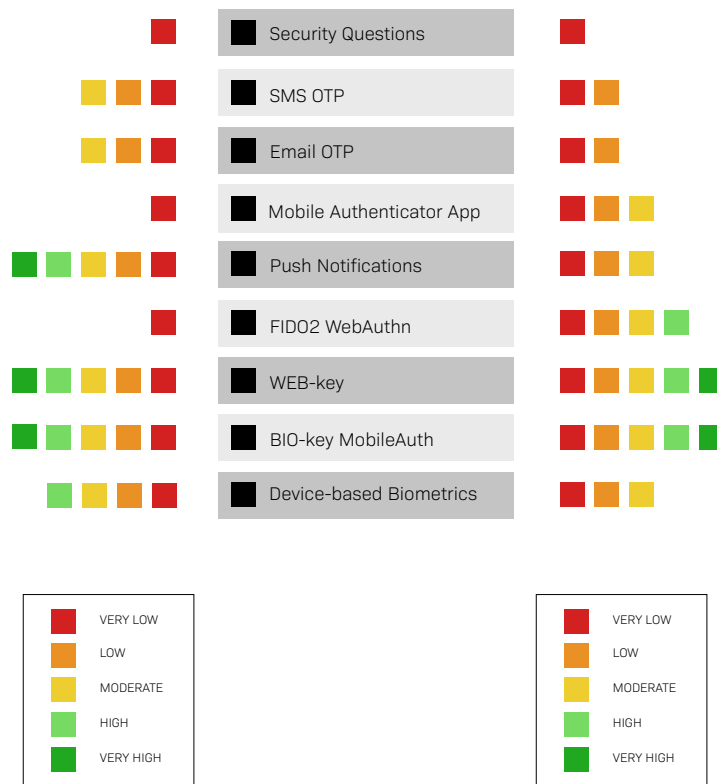 Security Questions
SMS OTP
Email OTP
Mobile Authenticator App
Push Notifications
FIDO2 WebAuthn
WEB-key
BIO-key MobileAuth
Device-based Biometrics
VERY LOW
LOW
MODERATE
HIGH
VERY HIGH
VERY LOW
LOW
MODERATE
HIGH
VERY HIGH